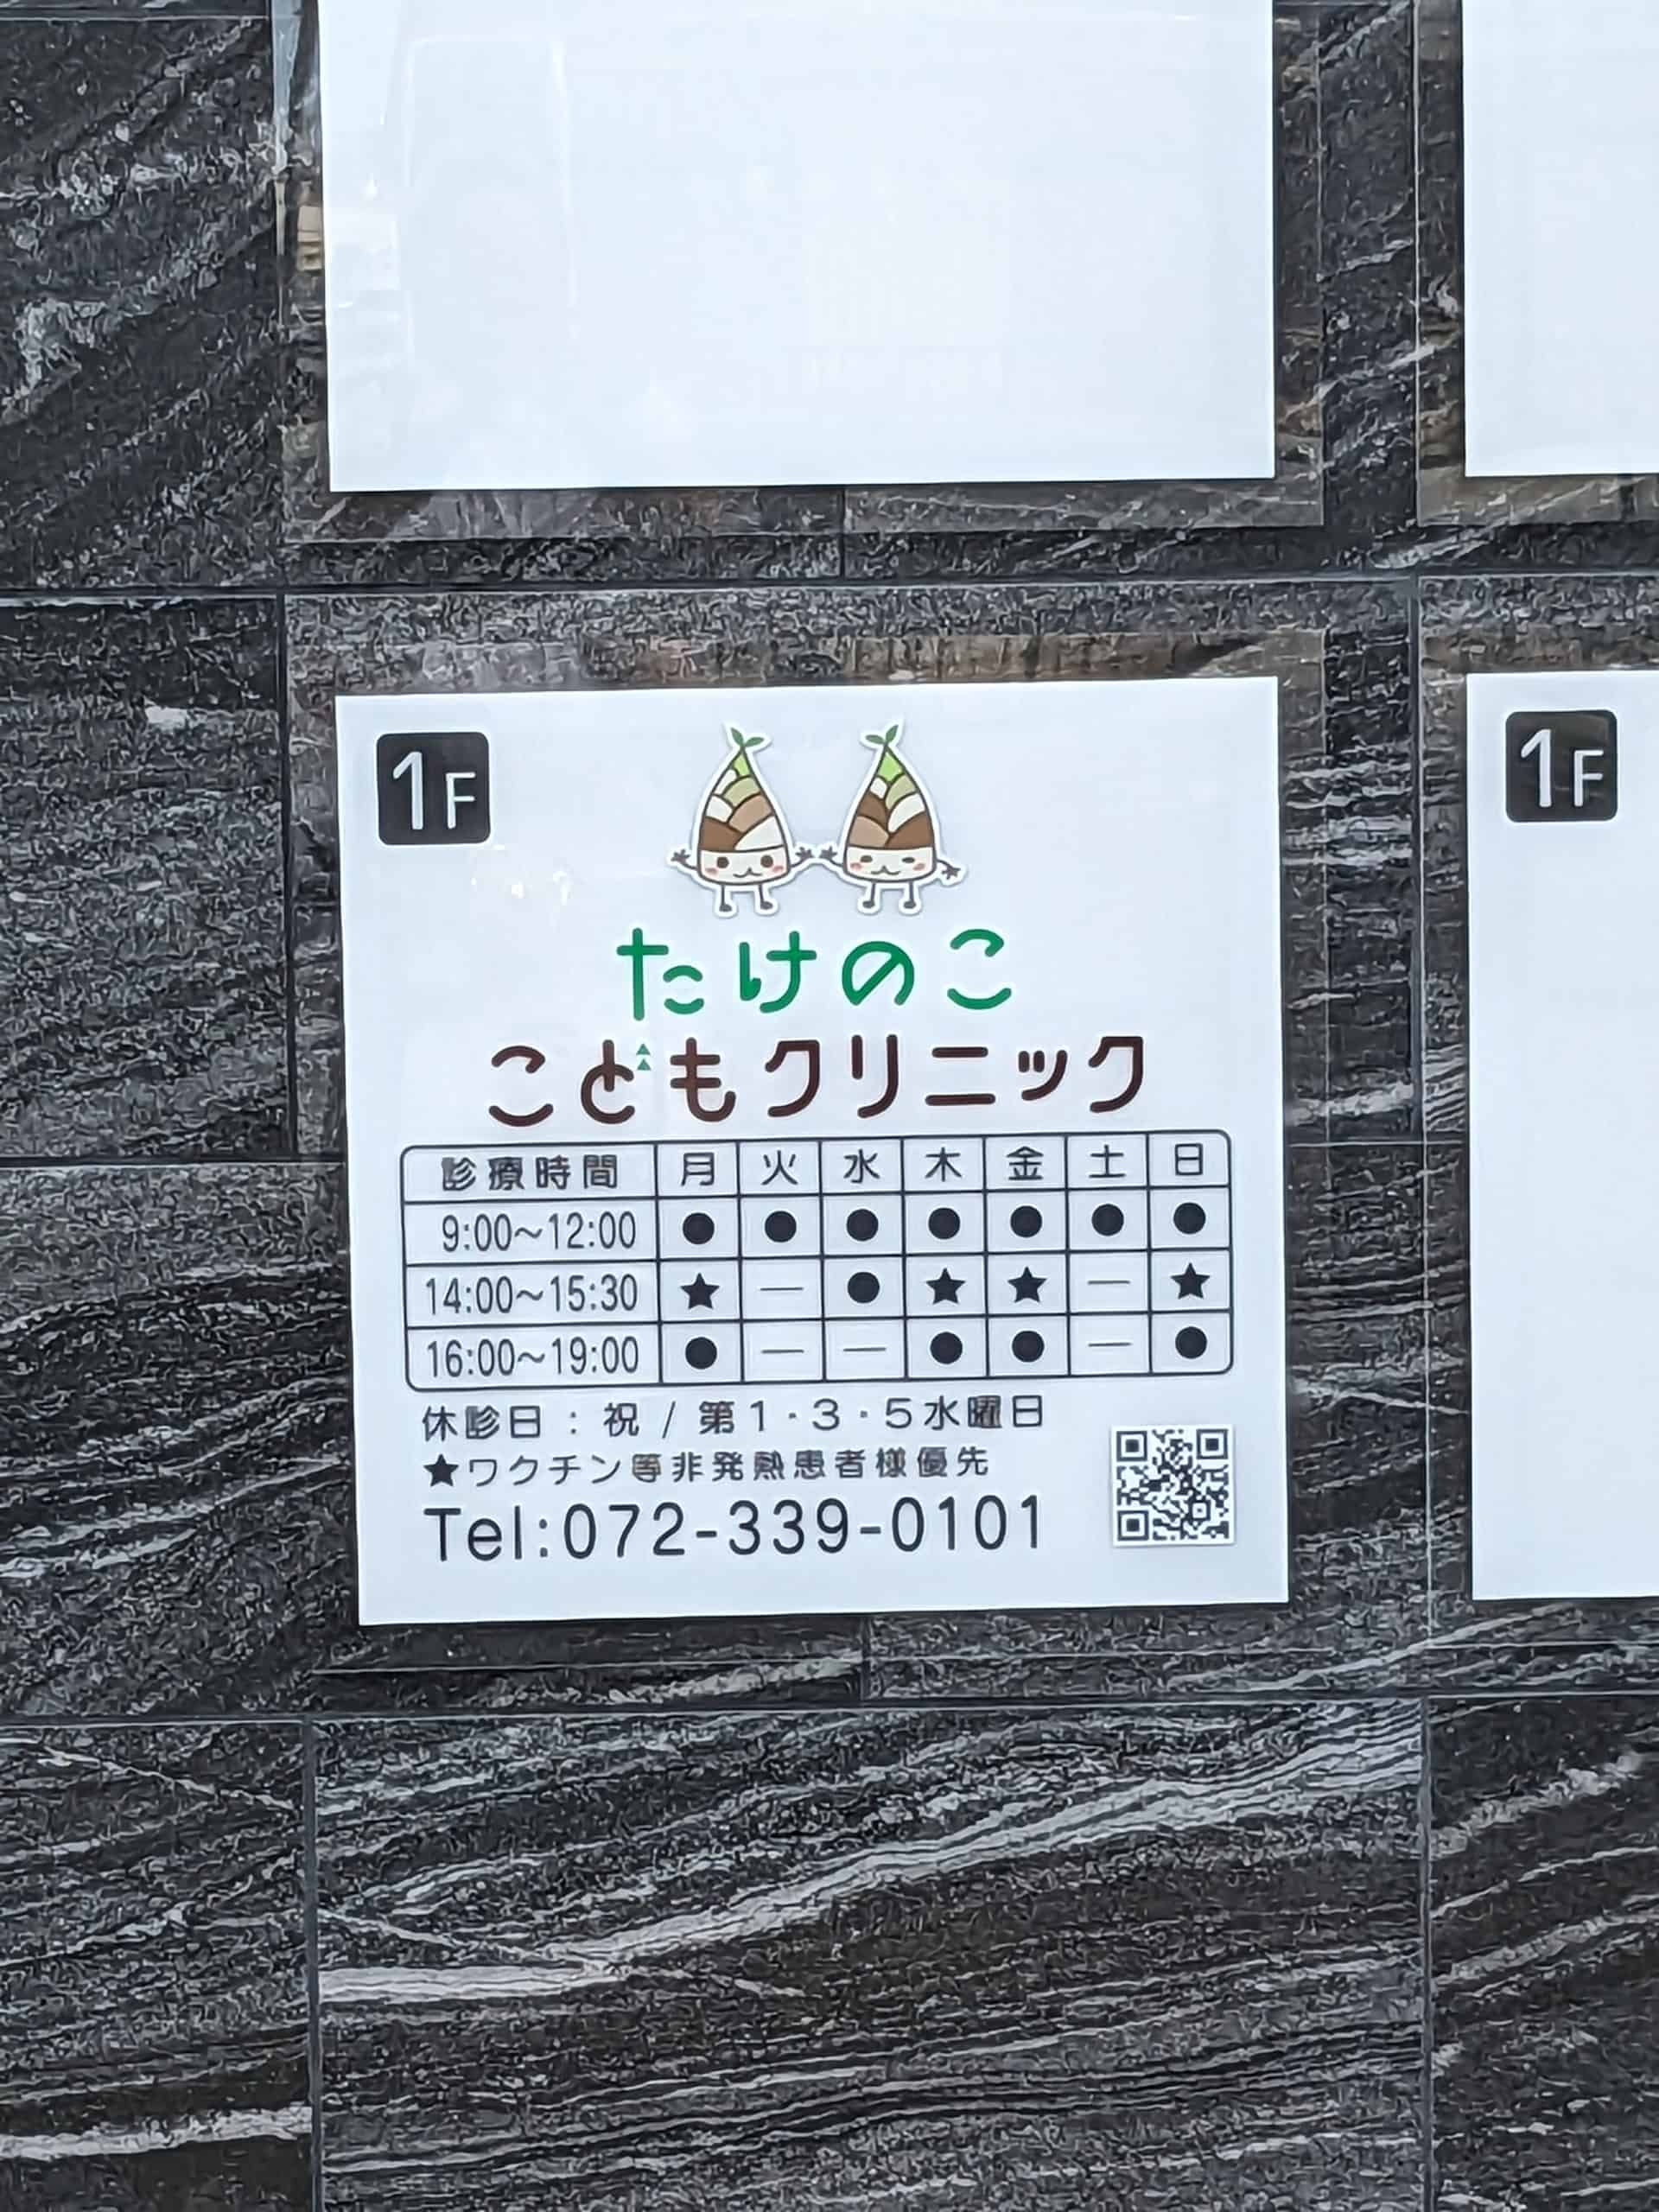 1F
たけのこ
こどもクリニック
診療時間 月 火 水 木 金 土 日
9:00～12:00 ● ● ● ● ● ● ●
14:00～15:30 ★ — ● ★ ★ — ★
16:00～19:00 ● — — ● ● — ●
休診日：祝 / 第1・3・5水曜日
★ワクチン等非発熱患者様優先
Tel:072-339-0101
1F